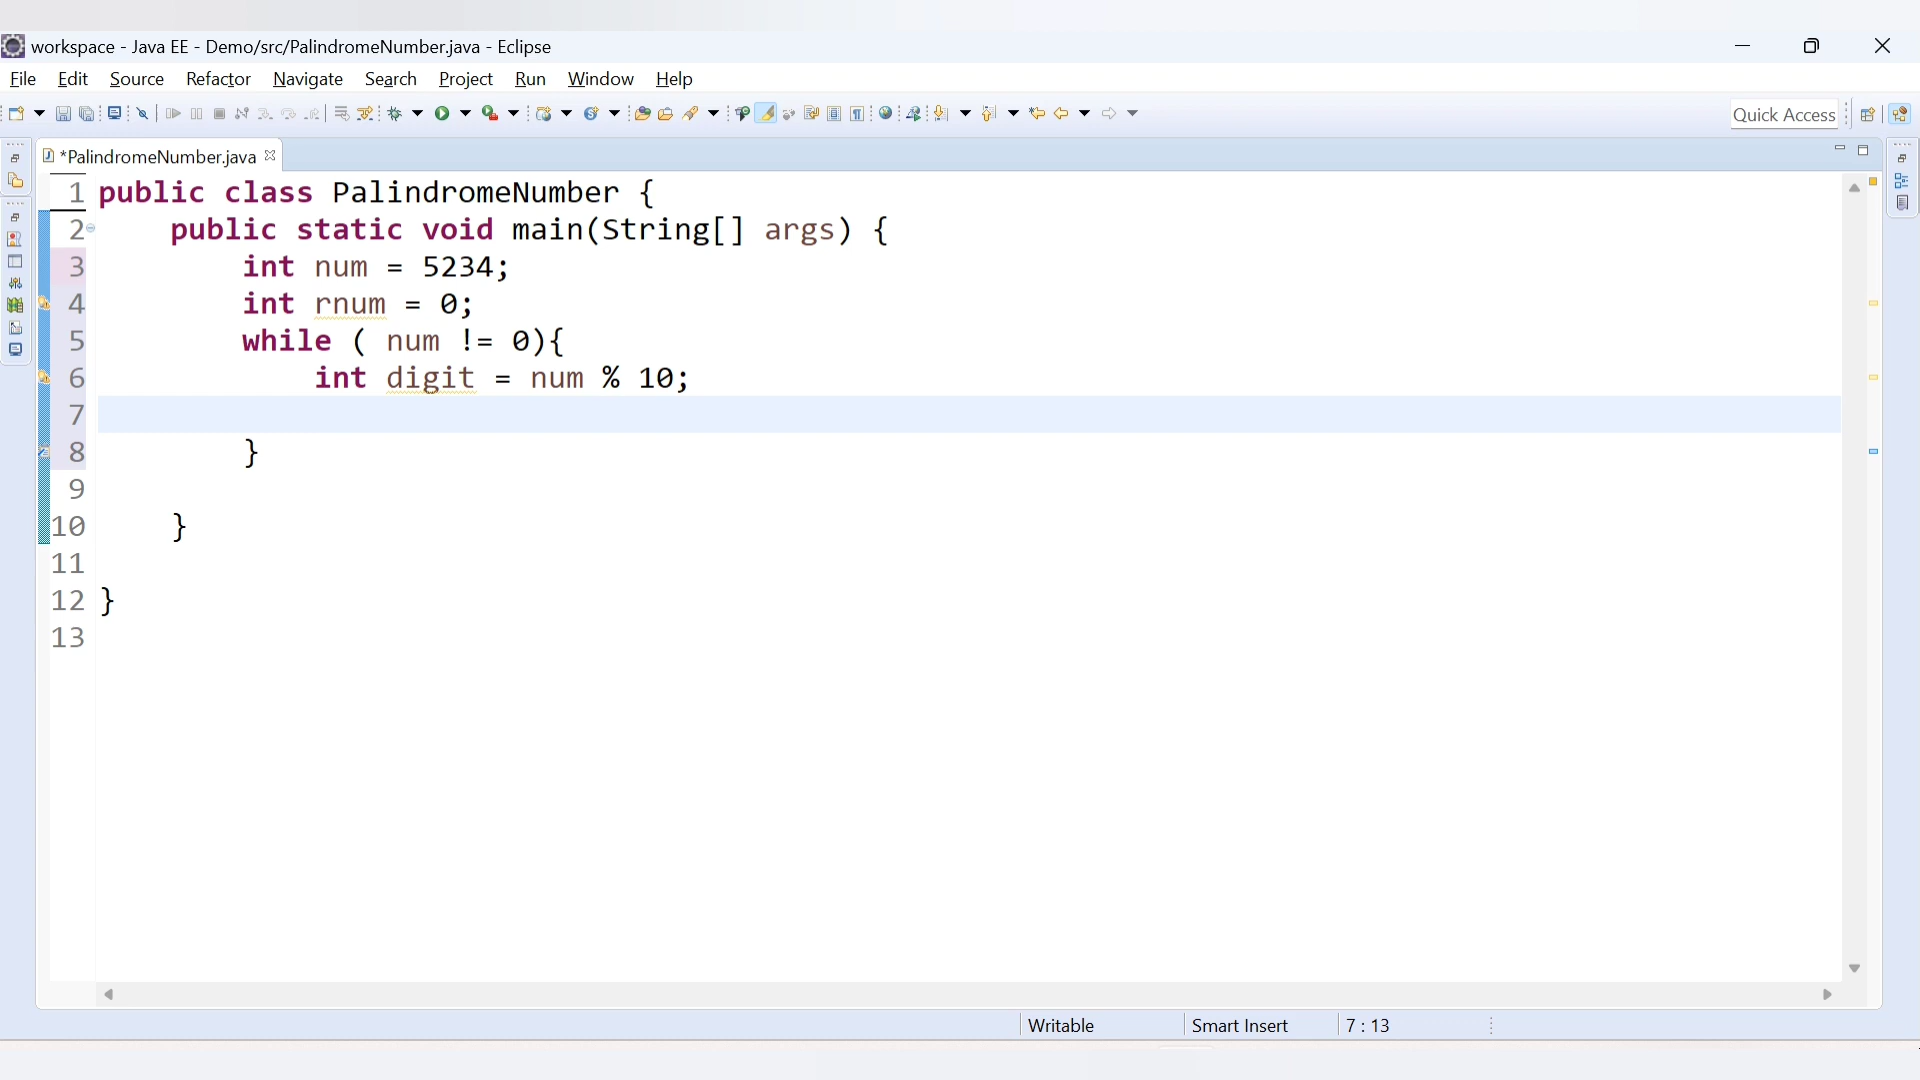 workspace - Java EE - Demo/src/PalindromeNumber.java - Eclipse
File Edit Source Refactor Navigate Search Project Run Window Help
Quick Access
*PalindromeNumber.java
1 public class PalindromeNumber {
2 public static void main(String[] args) {
3 int num = 5234;
4 int rnum = 0;
5 while ( num != 0){
6 int digit = num % 10;
7
8 }
9
10 }
11
12 }
13
Writable Smart Insert 7 : 13